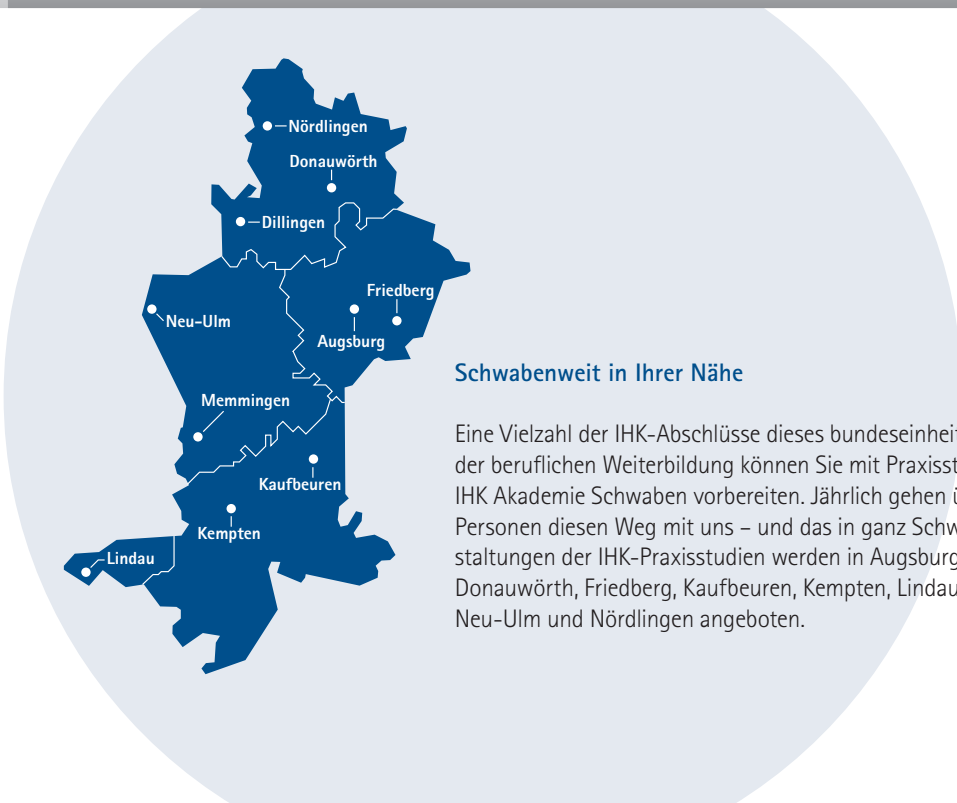 Nördlingen
Donauwörth
Dillingen
Friedberg
Neu-Ulm
Augsburg
Memmingen
Kaufbeuren
Kempten
Lindau
Schwabenweit in Ihrer Nähe
Eine Vielzahl der IHK-Abschlüsse dieses bundeseinheit
der beruflichen Weiterbildung können Sie mit Praxisst
IHK Akademie Schwaben vorbereiten. Jährlich gehen ü
Personen diesen Weg mit uns – und das in ganz Schw
staltungen der IHK-Praxisstudien werden in Augsburg
Donauwörth, Friedberg, Kaufbeuren, Kempten, Lindau
Neu-Ulm und Nördlingen angeboten.